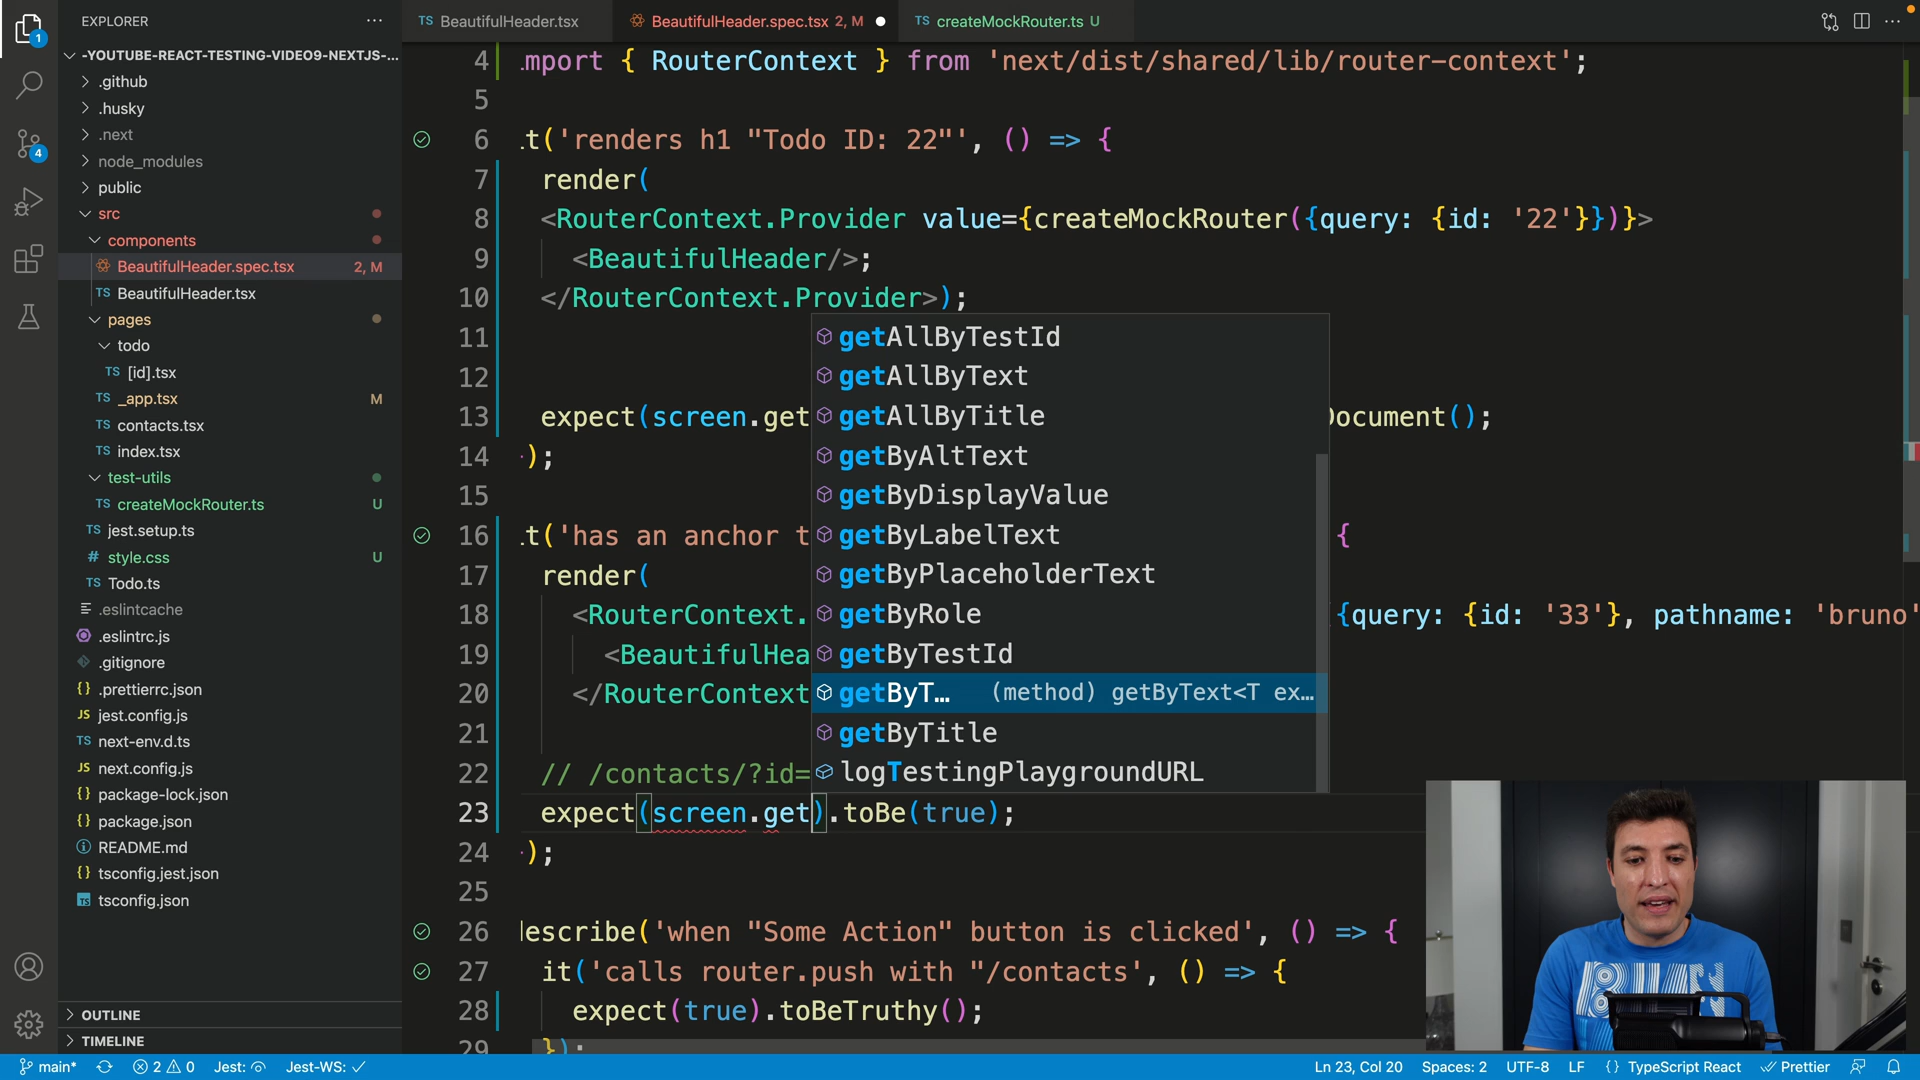 EXPLORER
-YOUTUBE-REACT-TESTING-VIDEO9-NEXTJS-...
.github
.husky
.next
node_modules
public
src
components
BeautifulHeader.spec.tsx 2, M
TS BeautifulHeader.tsx
pages
todo
TS [id].tsx
TS _app.tsx M
TS contacts.tsx
TS index.tsx
test-utils
TS createMockRouter.ts U
TS jest.setup.ts
# style.css U
TS Todo.ts
.eslintcache
.eslintrc.js
.gitignore
{} .prettierrc.json
JS jest.config.js
TS next-env.d.ts
JS next.config.js
{} package-lock.json
{} package.json
README.md
{} tsconfig.jest.json
TS tsconfig.json
OUTLINE
TIMELINE
1
4
TS BeautifulHeader.tsx
BeautifulHeader.spec.tsx 2, M
TS createMockRouter.ts U
4 mport { RouterContext } from 'next/dist/shared/lib/router-context';
5
6 t('renders h1 "Todo ID: 22"', () => {
7 render(
8 <RouterContext.Provider value={createMockRouter({query: {id: '22'}})}>
9 <BeautifulHeader/>;
10 </RouterContext.Provider>);
11
12
13 expect(screen.get ocument();
14 );
15
16 t('has an anchor t {
17 render(
18 <RouterContext. {query: {id: '33'}, pathname: 'bruno'
19 <BeautifulHea
20 </RouterContext
21
22 // /contacts/?id=
23 expect(screen.get).toBe(true);
24 );
25
26 describe('when "Some Action" button is clicked', () => {
27 it('calls router.push with "/contacts', () => {
28 expect(true).toBeTruthy();
29 });
getAllByTestId
getAllByText
getAllByTitle
getByAltText
getByDisplayValue
getByLabelText
getByPlaceholderText
getByRole
getByTestId
getByT… (method) getByText<T ex…
getByTitle
logTestingPlaygroundURL
main* 2 0 Jest: Jest-WS: Ln 23, Col 20 Spaces: 2 UTF-8 LF {} TypeScript React Prettier